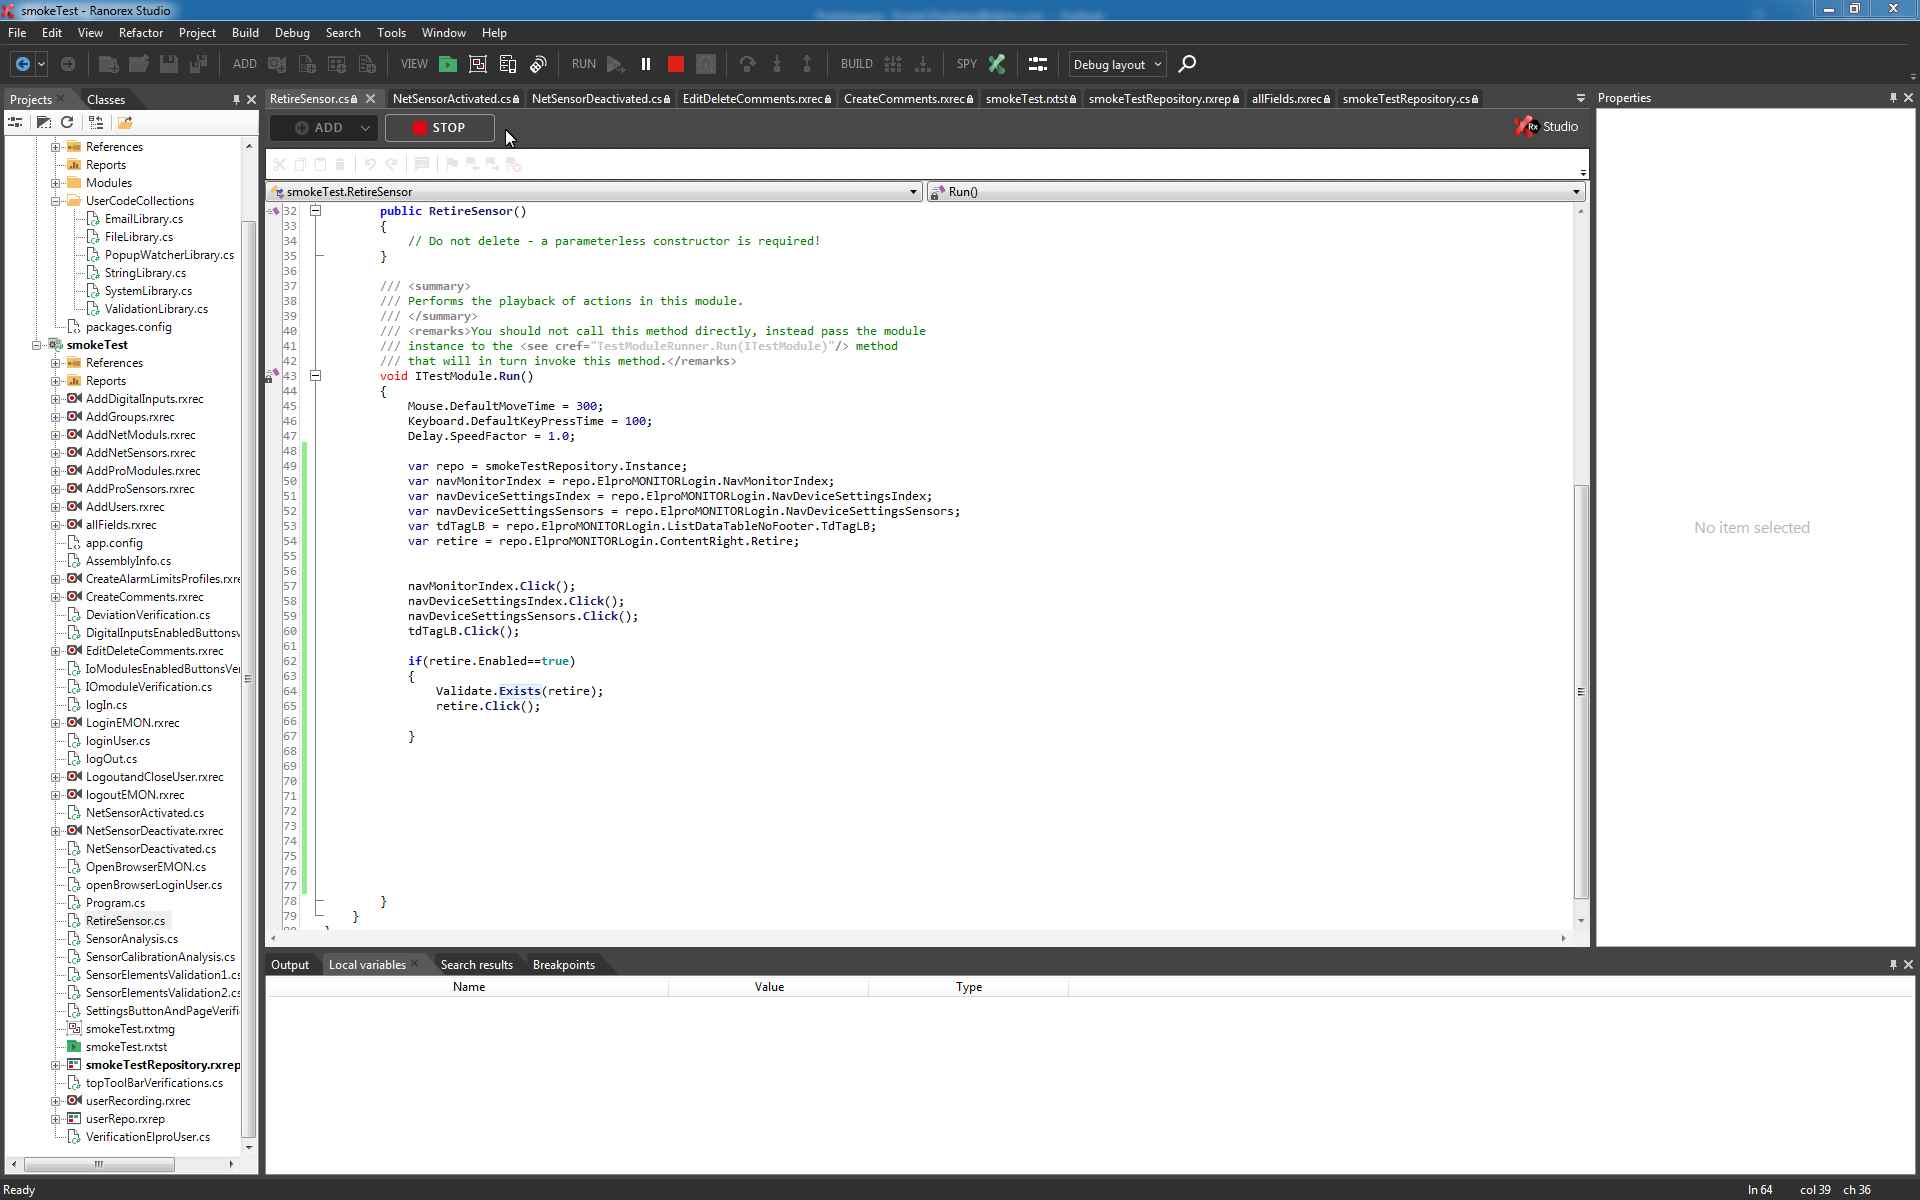 smokeTest - Ranorex Studio
File Edit View Refactor Project Build Debug Search Tools Window Help
ADD VIEW RUN BUILD SPY Debug layout
Projects Classes
RetireSensor.cs NetSensorActivated.cs NetSensorDeactivated.cs EditDeleteComments.rxrec CreateComments.rxrec smokeTest.rxtst smokeTestRepository.rxrep allFields.rxrec smokeTestRepository.cs
Properties
ADD STOP
Rx Studio
smokeTest.RetireSensor Run()
References
Reports
Modules
UserCodeCollections
EmailLibrary.cs
FileLibrary.cs
PopupWatcherLibrary.cs
StringLibrary.cs
SystemLibrary.cs
ValidationLibrary.cs
packages.config
smokeTest
References
Reports
AddDigitalInputs.rxrec
AddGroups.rxrec
AddNetModuls.rxrec
AddNetSensors.rxrec
AddProModules.rxrec
AddProSensors.rxrec
AddUsers.rxrec
allFields.rxrec
app.config
AssemblyInfo.cs
CreateAlarmLimitsProfiles.rxre
CreateComments.rxrec
DeviationVerification.cs
DigitalInputsEnabledButtonsv
EditDeleteComments.rxrec
IoModulesEnabledButtonsVer
IOmoduleVerification.cs
logIn.cs
LoginEMON.rxrec
loginUser.cs
logOut.cs
LogoutandCloseUser.rxrec
logoutEMON.rxrec
NetSensorActivated.cs
NetSensorDeactivate.rxrec
NetSensorDeactivated.cs
OpenBrowserEMON.cs
openBrowserLoginUser.cs
Program.cs
RetireSensor.cs
SensorAnalysis.cs
SensorCalibrationAnalysis.cs
SensorElementsValidation1.cs
SensorElementsValidation2.cs
SettingsButtonAndPageVerifi
smokeTest.rxtmg
smokeTest.rxtst
smokeTestRepository.rxrep
topToolBarVerifications.cs
userRecording.rxrec
userRepo.rxrep
VerificationElproUser.cs
32 public RetireSensor()
33 {
34 // Do not delete - a parameterless constructor is required!
35 }
36
37 /// <summary>
38 /// Performs the playback of actions in this module.
39 /// </summary>
40 /// <remarks>You should not call this method directly, instead pass the module
41 /// instance to the <see cref="TestModuleRunner.Run(ITestModule)"/> method
42 /// that will in turn invoke this method.</remarks>
43 void ITestModule.Run()
44 {
45 Mouse.DefaultMoveTime = 300;
46 Keyboard.DefaultKeyPressTime = 100;
47 Delay.SpeedFactor = 1.0;
48
49 var repo = smokeTestRepository.Instance;
50 var navMonitorIndex = repo.ElproMONITORLogin.NavMonitorIndex;
51 var navDeviceSettingsIndex = repo.ElproMONITORLogin.NavDeviceSettingsIndex;
52 var navDeviceSettingsSensors = repo.ElproMONITORLogin.NavDeviceSettingsSensors;
53 var tdTagLB = repo.ElproMONITORLogin.ListDataTableNoFooter.TdTagLB;
54 var retire = repo.ElproMONITORLogin.ContentRight.Retire;
55
56
57 navMonitorIndex.Click();
58 navDeviceSettingsIndex.Click();
59 navDeviceSettingsSensors.Click();
60 tdTagLB.Click();
61
62 if(retire.Enabled==true)
63 {
64 Validate.Exists(retire);
65 retire.Click();
66
67 }
68
69
70
71
72
73
74
75
76
77
78 }
79 }
No item selected
Output Local variables Search results Breakpoints
Name Value Type
Ready ln 64 col 39 ch 36